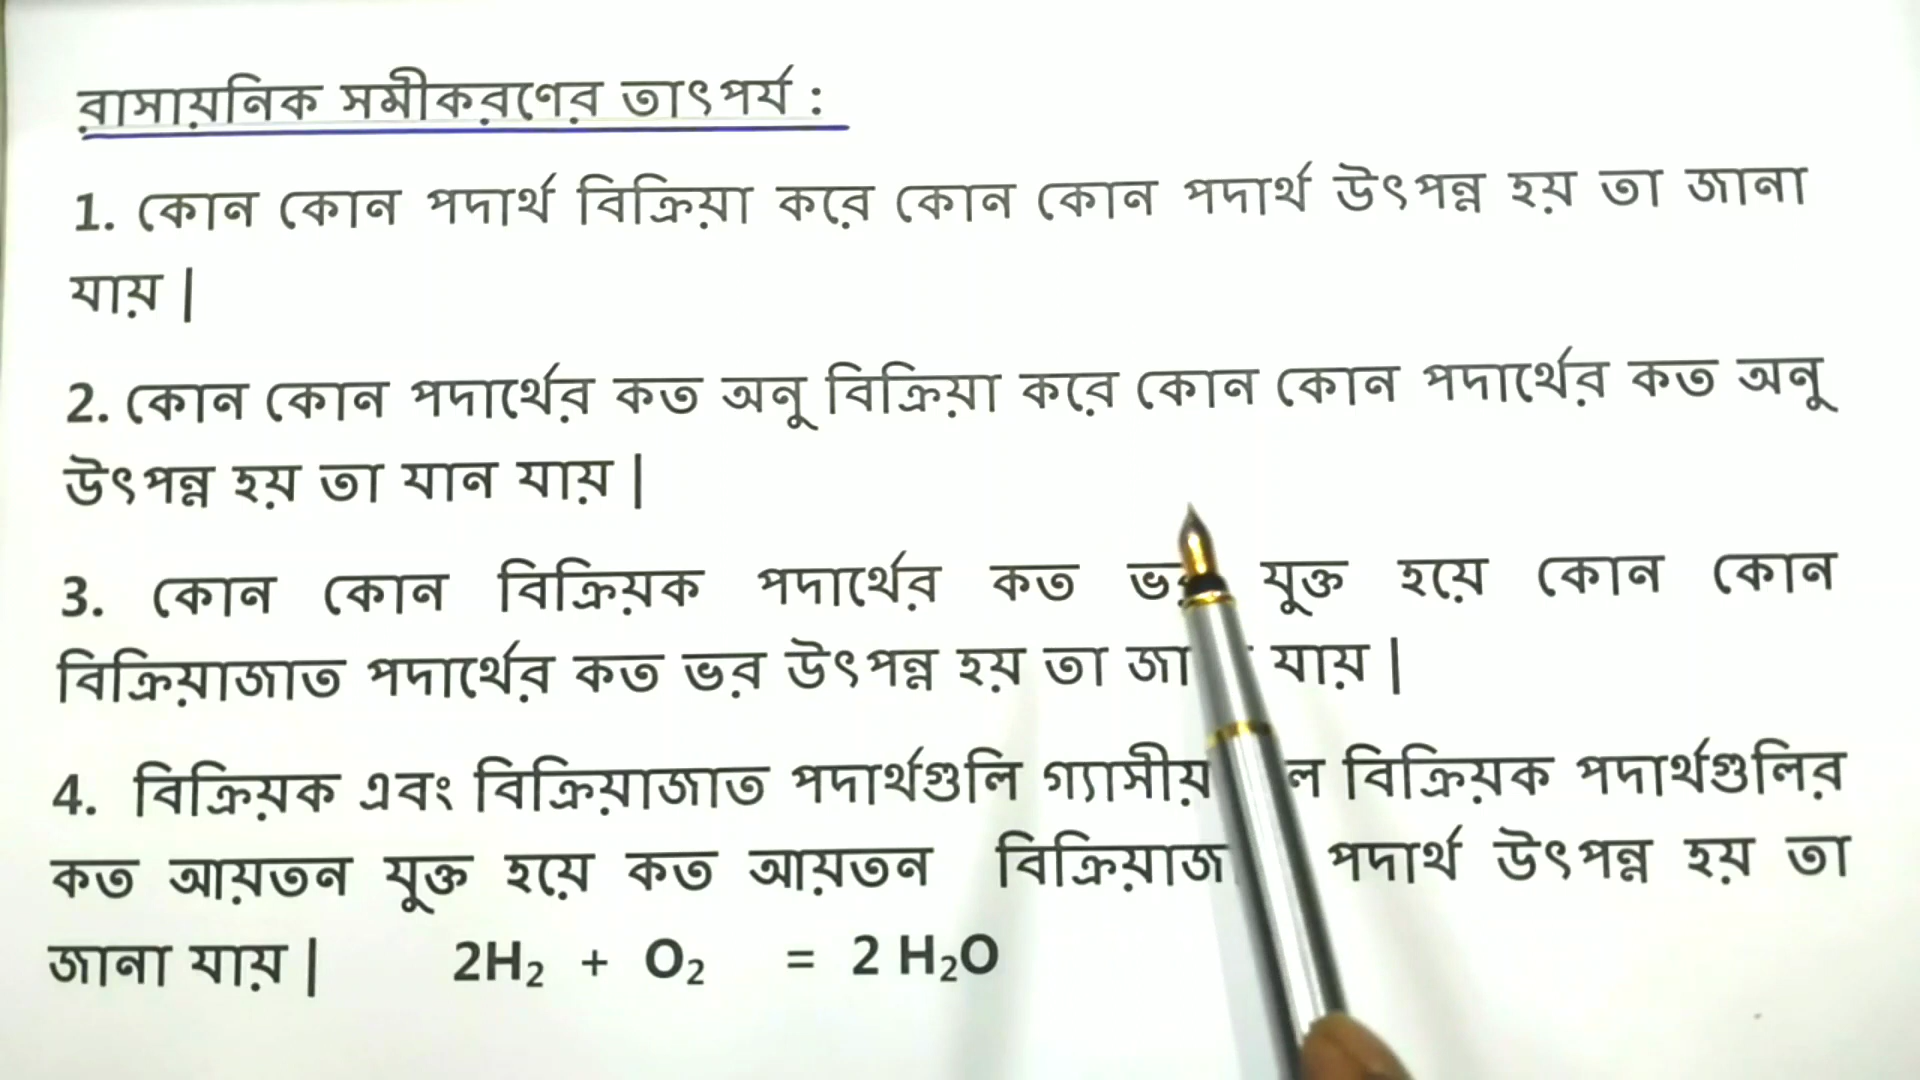 রাসায়নিক সমীকরণের তাৎপর্য :
1. কোন কোন পদার্থ বিক্রিয়া করে কোন কোন পদার্থ উৎপন্ন হয় তা জানা
যায় |
2. কোন কোন পদার্থের কত অনু বিক্রিয়া করে কোন কোন পদার্থের কত অনু
উৎপন্ন হয় তা যান যায় |
3. কোন কোন বিক্রিয়ক পদার্থের কত যুক্ত হয়ে কোন কোন
বিক্রিয়াজাত পদার্থের কত ভর উৎপন্ন হয় তা যায় |
4. বিক্রিয়ক এবং বিক্রিয়াজাত পদার্থগুলি গ্যাসীয় বিক্রিয়ক পদার্থগুলির
কত আয়তন যুক্ত হয়ে কত আয়তন পদার্থ উৎপন্ন হয় তা
জানা যায় | 2H₂ + O₂ = 2 H₂O